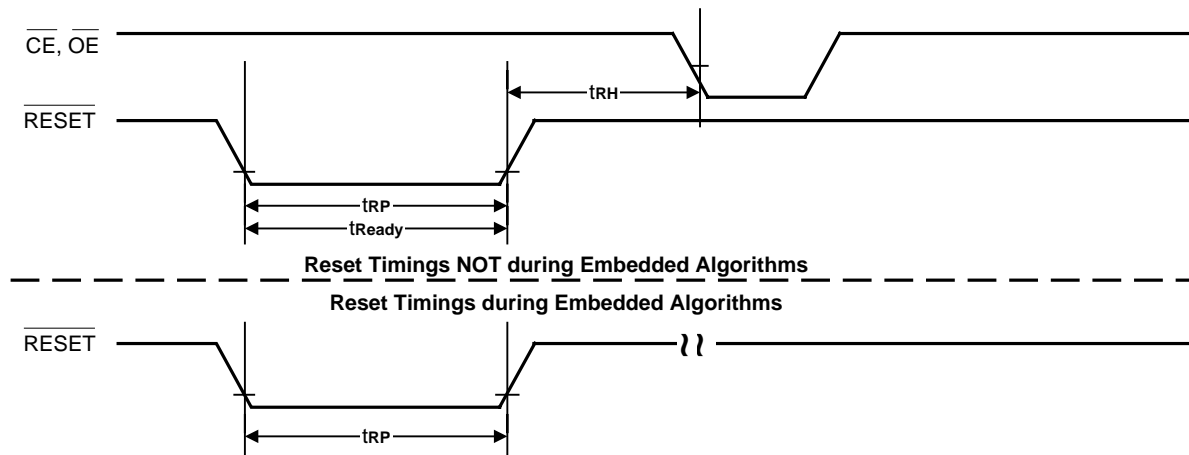 CE, OE
tRH
RESET
tRP
tReady
Reset Timings NOT during Embedded Algorithms
Reset Timings during Embedded Algorithms
RESET
tRP